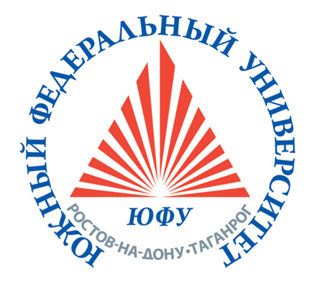 ЮЖНЫЙ ФЕДЕРАЛЬНЫЙ УНИВЕРСИТЕТ
ЮФУ
РОСТОВ-НА-ДОНУ•ТАГАНРОГ